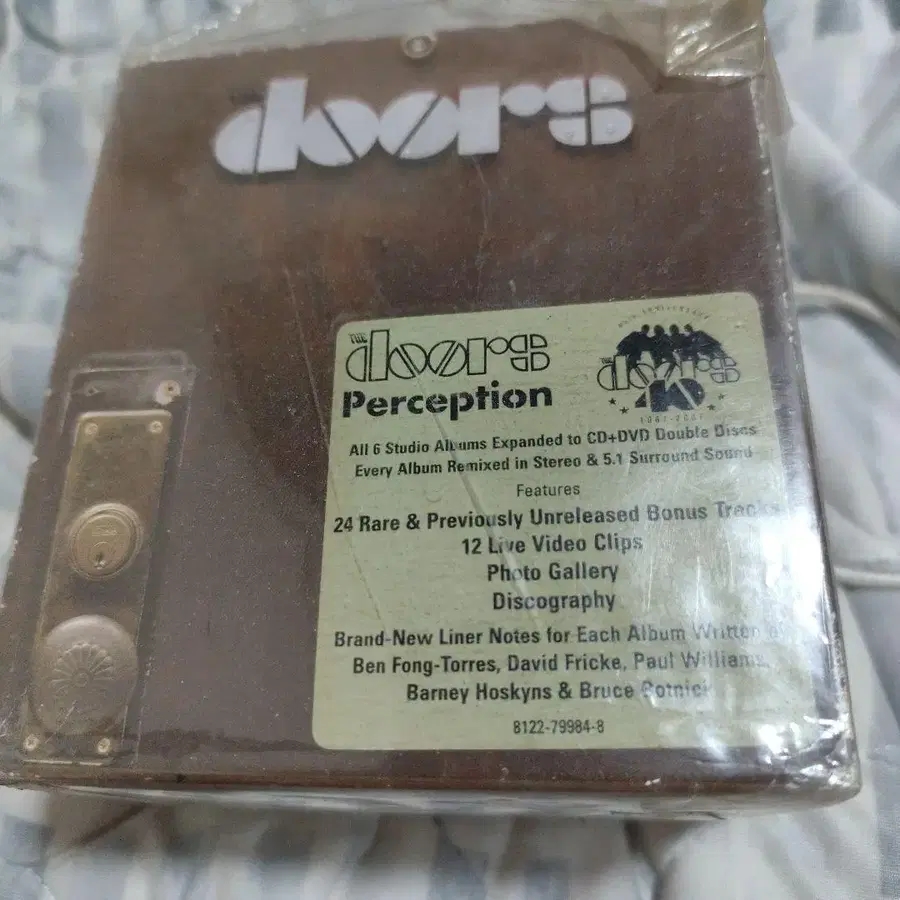 doors
THE doors
Perception
doors
40
All 6 Studio Albums Expanded to CD+DVD Double Discs
Every Album Remixed in Stereo & 5.1 Surround Sound
Features
24 Rare & Previously Unreleased Bonus Tracks
12 Live Video Clips
Photo Gallery
Discography
Brand-New Liner Notes for Each Album Written
Ben Fong-Torres, David Fricke, Paul Williams,
Barney Hoskyns & Bruce Botnick
8122-79984-8